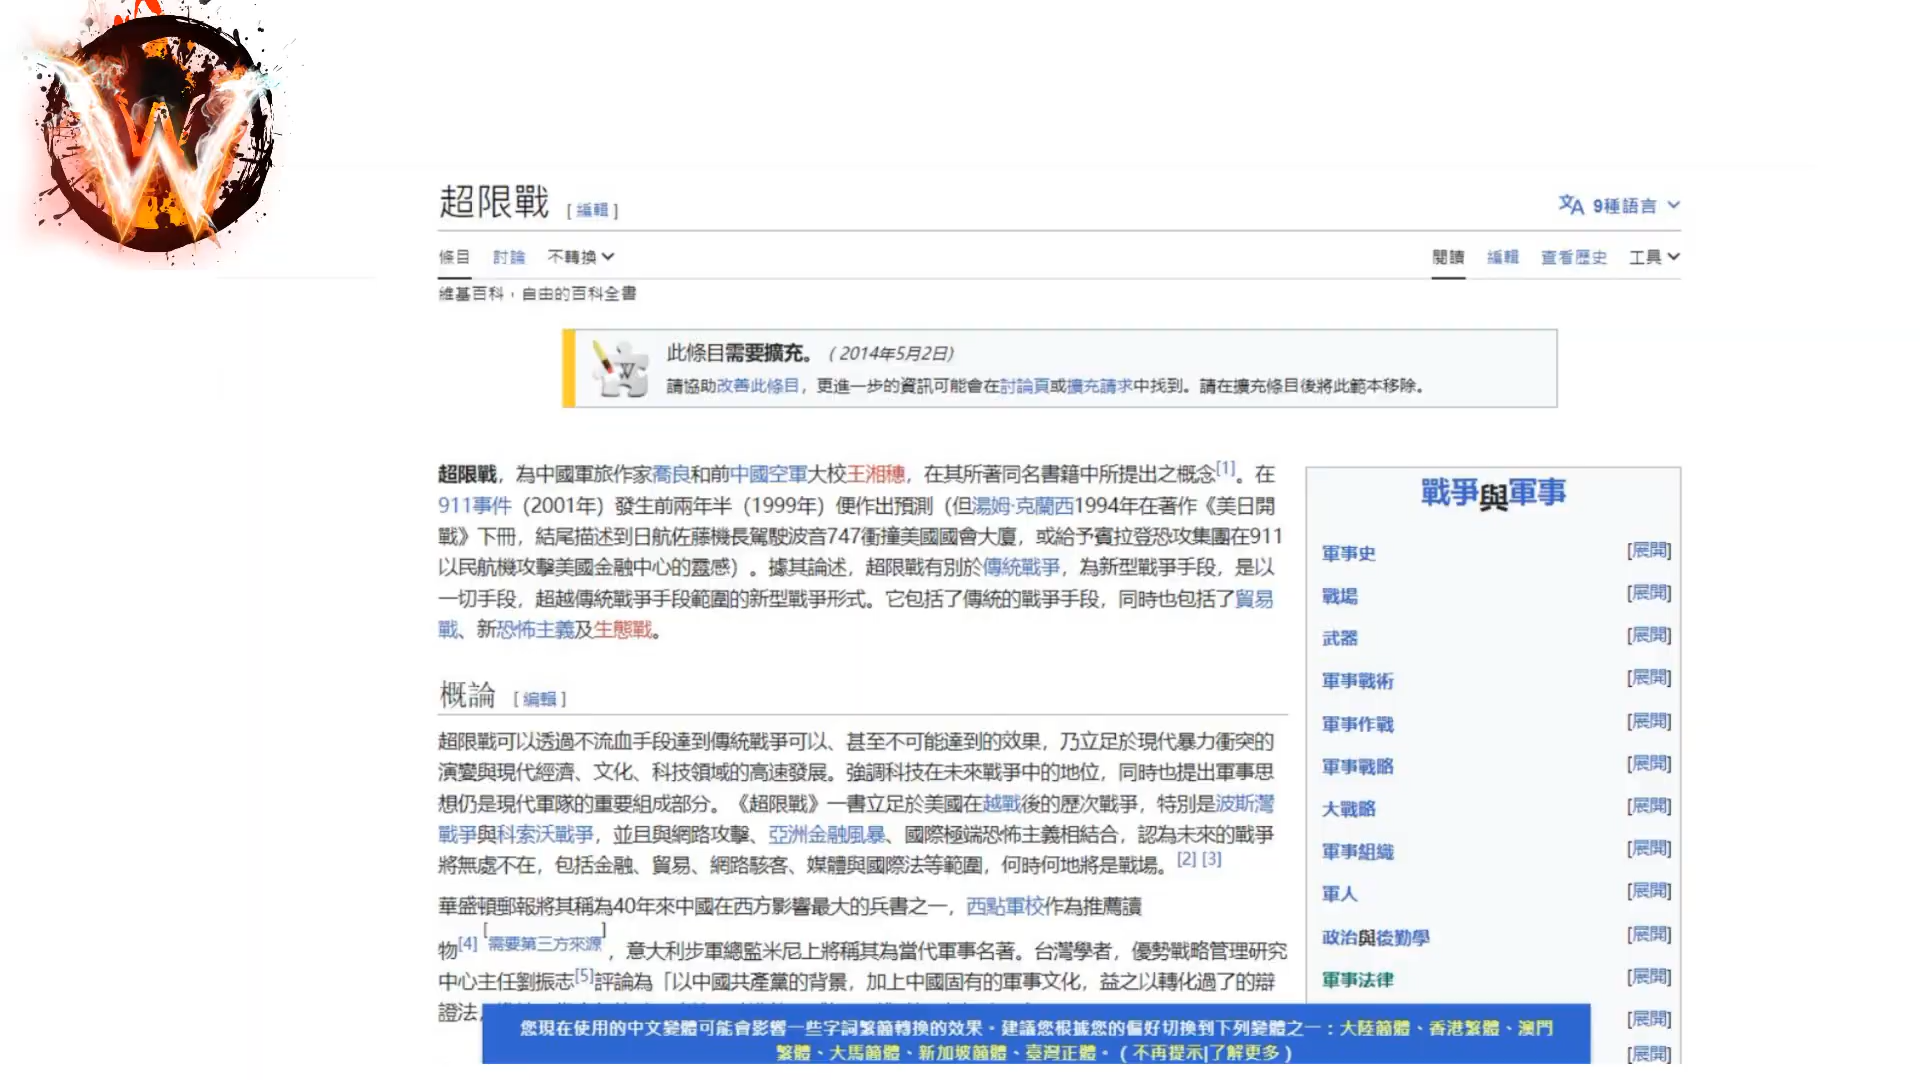 超限戰 [編輯]
9種語言
條目 討論 不轉換
閱讀 編輯 查看歷史 工具
維基百科，自由的百科全書
此條目需要擴充。 (2014年5月2日)
請協助改善此條目，更進一步的資訊可能會在討論頁或擴充請求中找到。請在擴充條目後將此範本移除。
超限戰，為中國軍旅作家喬良和前中國空軍大校王湘穗，在其所著同名書籍中所提出之概念[1]。在
911事件（2001年）發生前兩年半（1999年）便作出預測（但湯姆·克蘭西1994年在著作《美日開
戰》下冊，結尾描述到日航佐藤機長駕駛波音747衝撞美國國會大廈，或給予賓拉登恐攻集團在911
以民航機攻擊美國金融中心的靈感）。據其論述，超限戰有別於傳統戰爭，為新型戰爭手段，是以
一切手段，超越傳統戰爭手段範圍的新型戰爭形式。它包括了傳統的戰爭手段，同時也包括了貿易
戰、新恐怖主義及生態戰。
概論 [編輯]
超限戰可以透過不流血手段達到傳統戰爭可以、甚至不可能達到的效果，乃立足於現代暴力衝突的
演變與現代經濟、文化、科技領域的高速發展。強調科技在未來戰爭中的地位，同時也提出軍事思
想仍是現代軍隊的重要組成部分。《超限戰》一書立足於美國在越戰後的歷次戰爭，特別是波斯灣
戰爭與科索沃戰爭，並且與網路攻擊、亞洲金融風暴、國際極端恐怖主義相結合，認為未來的戰爭
將無處不在，包括金融、貿易、網路駭客、媒體與國際法等範圍，何時何地將是戰場。[2][3]
華盛頓郵報將其稱為40年來中國在西方影響最大的兵書之一，西點軍校作為推薦讀
物[4][需要第三方來源]，意大利步軍總監米尼上將稱其為當代軍事名著。台灣學者，優勢戰略管理研究
中心主任劉振志[5]評論為「以中國共產黨的背景，加上中國固有的軍事文化，益之以轉化過了的辯
證法，
戰爭與軍事
軍事史 [展開]
戰場 [展開]
武器 [展開]
軍事戰術 [展開]
軍事作戰 [展開]
軍事戰略 [展開]
大戰略 [展開]
軍事組織 [展開]
軍人 [展開]
政治與後勤學 [展開]
軍事法律 [展開]
[展開]
[展開]
您現在使用的中文變體可能會影響一些字詞繁簡轉換的效果。建議您根據您的偏好切換到下列變體之一：大陸簡體、香港繁體、澳門
繁體、大馬簡體、新加坡簡體、臺灣正體。（不再提示|了解更多）
W